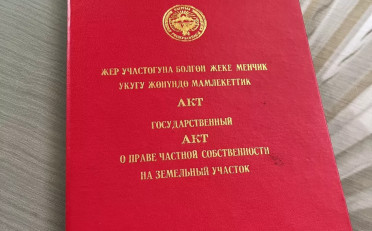 ЖЕР УЧАСТОГУНА БОЛГОН ЖЕКЕ МЕНЧИК
УКУГУ ЖӨНҮНДӨ МАМЛЕКЕТТИК
АКТ
ГОСУДАРСТВЕННЫЙ
АКТ
О ПРАВЕ ЧАСТНОЙ СОБСТВЕННОСТИ
НА ЗЕМЕЛЬНЫЙ УЧАСТОК